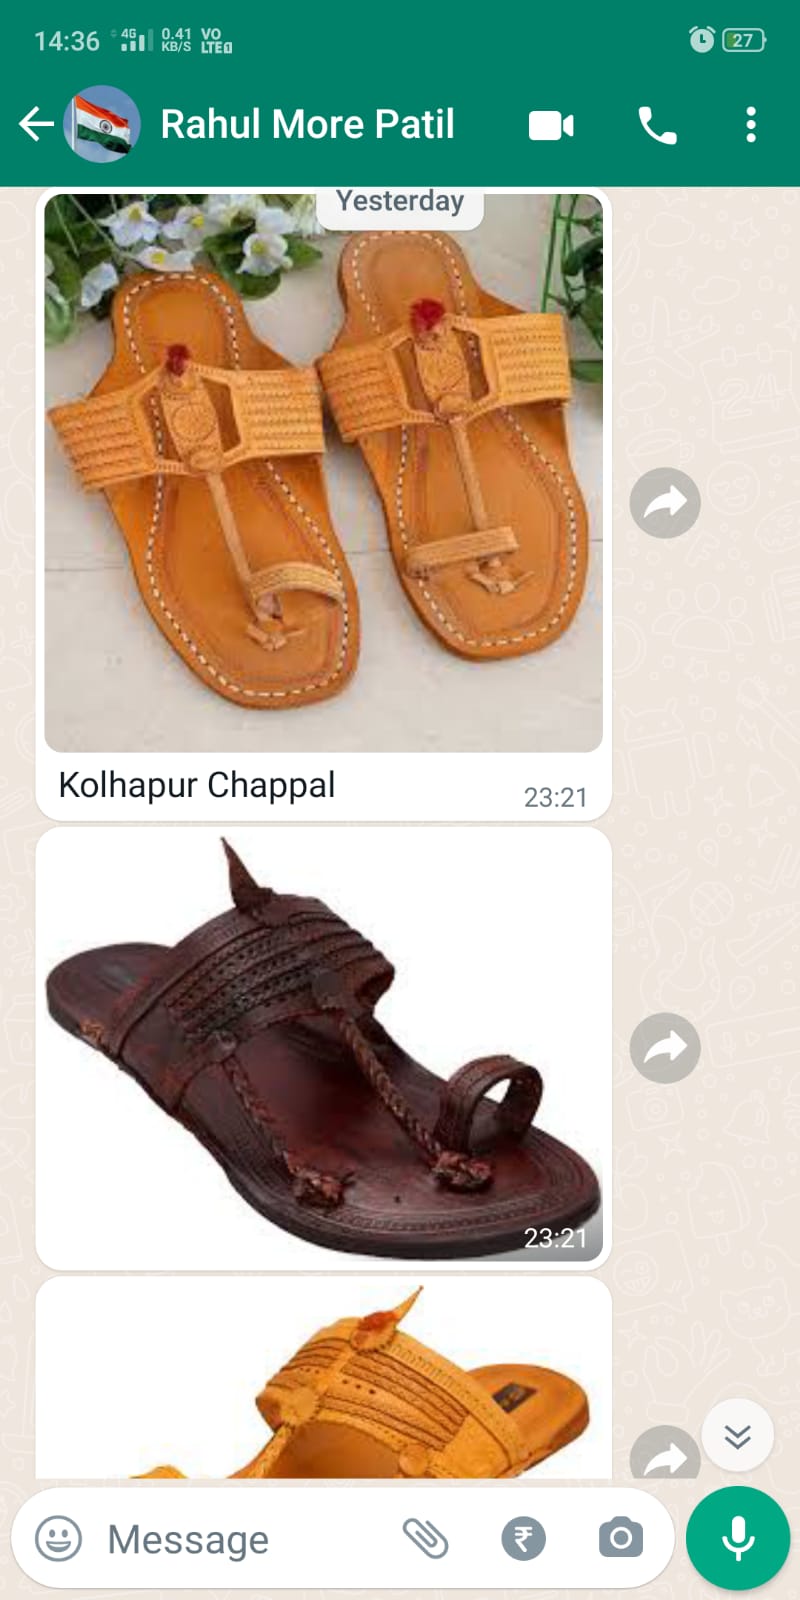 14:36 4G 0.41 KB/S VO LTE 27
Rahul More Patil
Yesterday
Kolhapur Chappal
23:21
23:21
Message